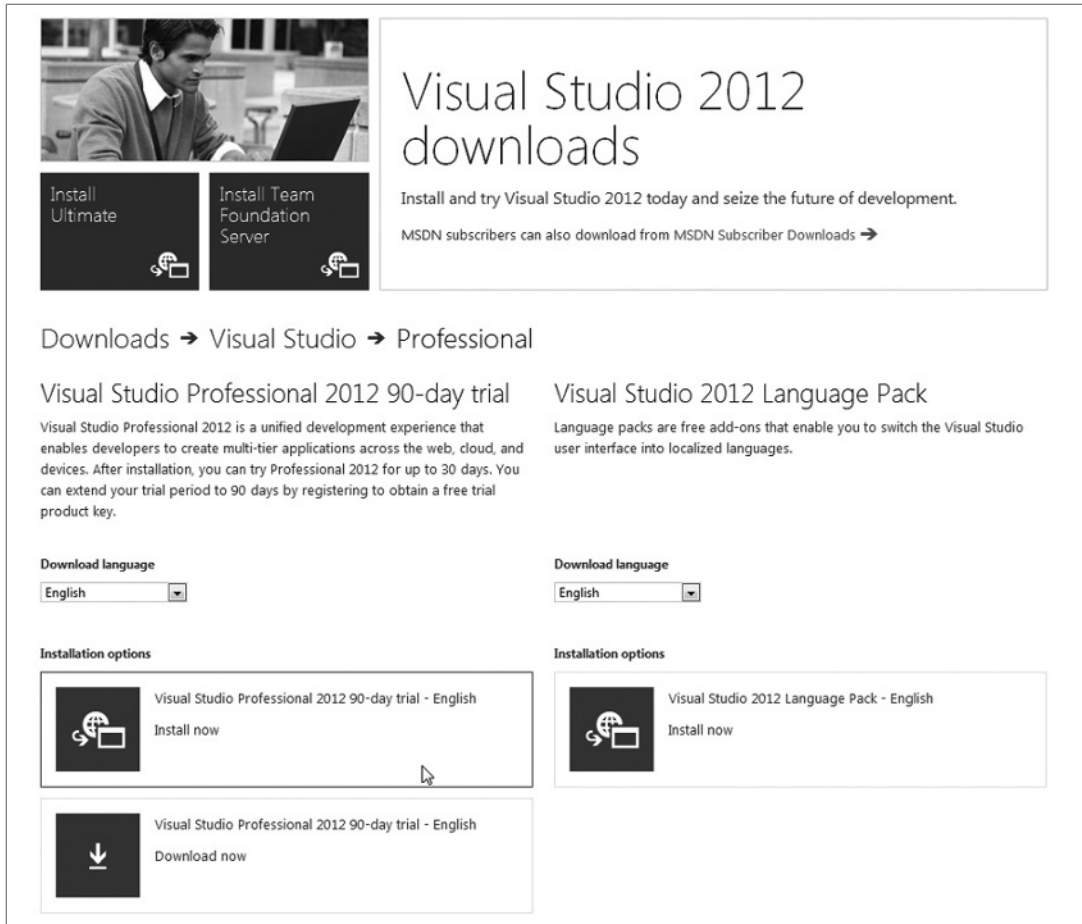 Install
Ultimate
Install Team
Foundation
Server
Visual Studio 2012
downloads
Install and try Visual Studio 2012 today and seize the future of development.
MSDN subscribers can also download from MSDN Subscriber Downloads ➔
Downloads ➔ Visual Studio ➔ Professional
Visual Studio Professional 2012 90-day trial
Visual Studio Professional 2012 is a unified development experience that
enables developers to create multi-tier applications across the web, cloud, and
devices. After installation, you can try Professional 2012 for up to 30 days. You
can extend your trial period to 90 days by registering to obtain a free trial
product key.
Download language
English
Installation options
Visual Studio Professional 2012 90-day trial - English
Install now
Visual Studio Professional 2012 90-day trial - English
Download now
Visual Studio 2012 Language Pack
Language packs are free add-ons that enable you to switch the Visual Studio
user interface into localized languages.
Download language
English
Installation options
Visual Studio 2012 Language Pack - English
Install now